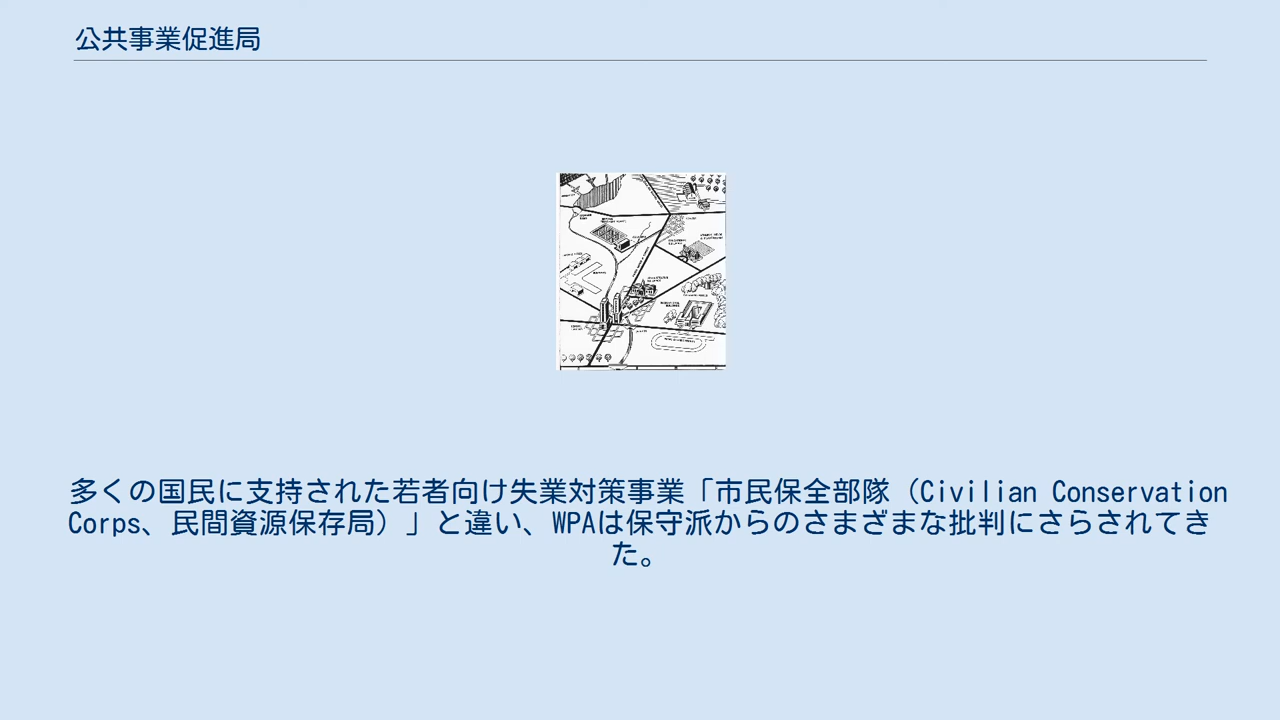 公共事業促進局
多くの国民に支持された若者向け失業対策事業「市民保全部隊（Civilian Conservation
Corps、民間資源保存局）」と違い、WPAは保守派からのさまざまな批判にさらされてき
た。